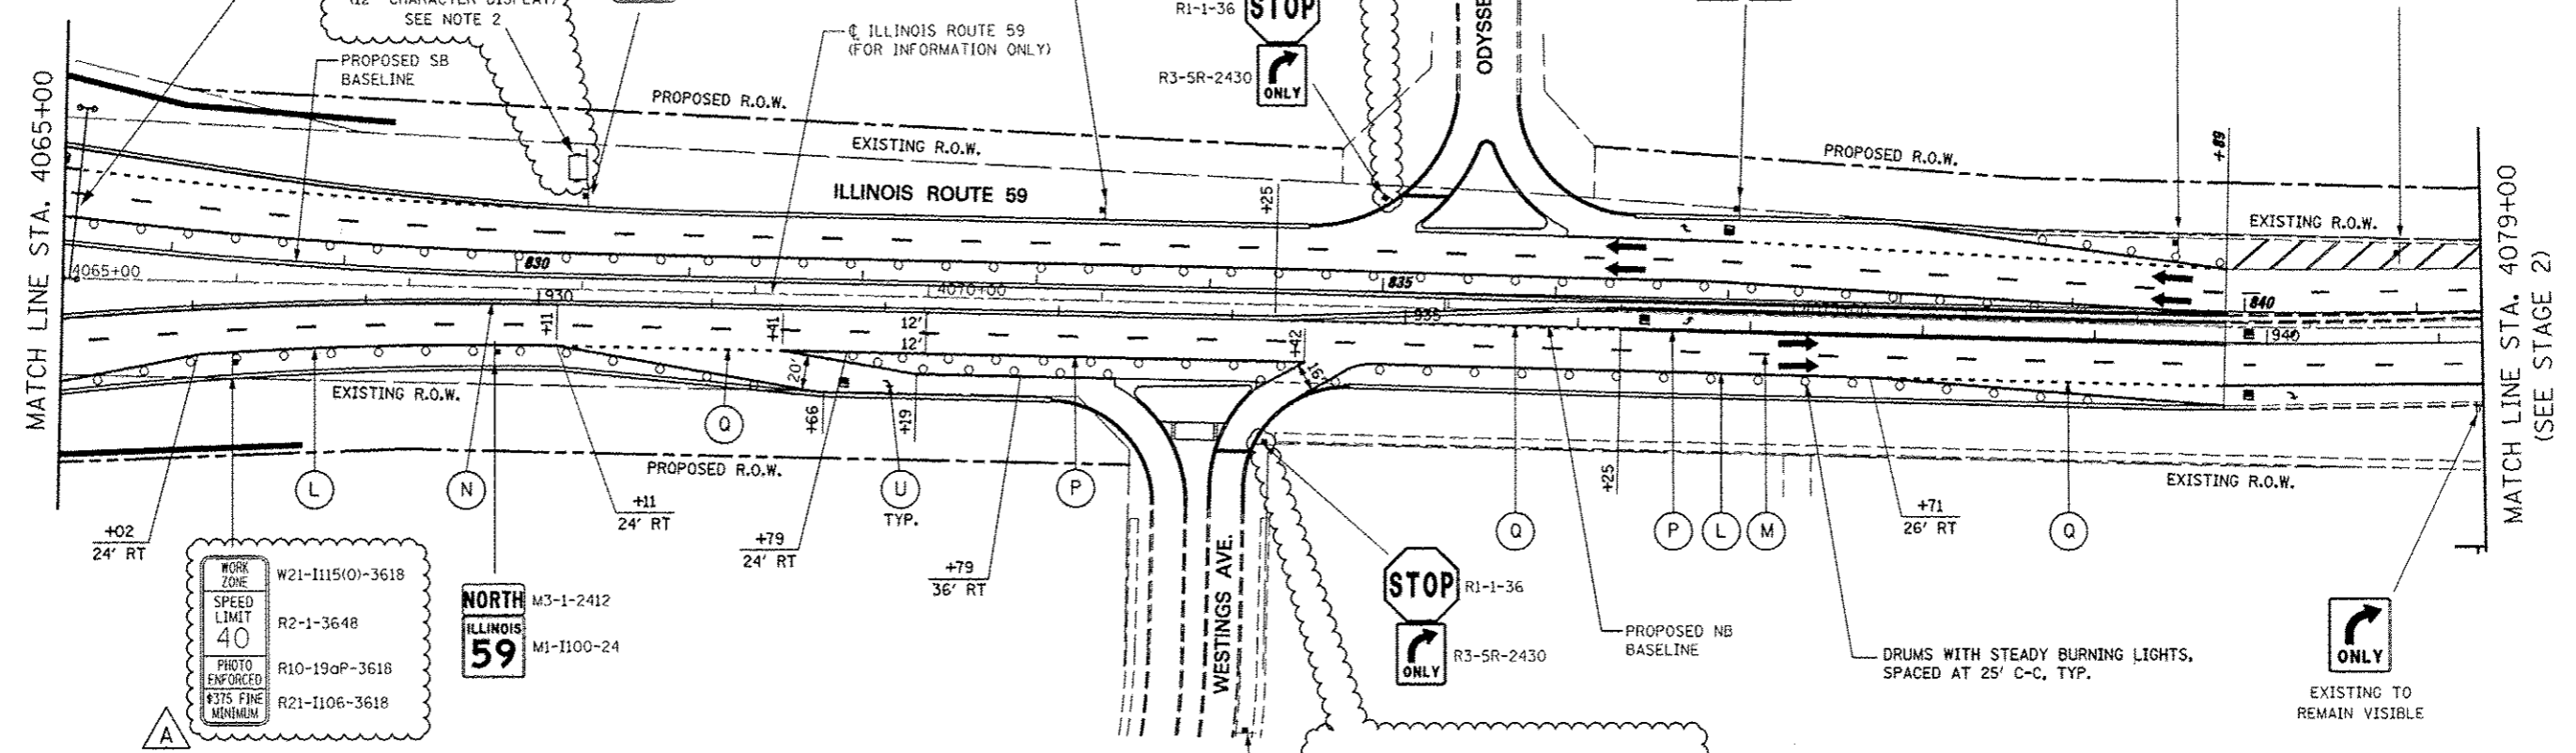 (12" CHARACTER DISPLAY)
SEE NOTE 2
℄ ILLINOIS ROUTE 59
(FOR INFORMATION ONLY)
PROPOSED SB
BASELINE
R1-1-36
STOP
R3-5R-2430
ONLY
MATCH LINE STA. 4065+00
PROPOSED R.O.W.
EXISTING R.O.W.
ILLINOIS ROUTE 59
+25
PROPOSED R.O.W.
+89
EXISTING R.O.W.
MATCH LINE STA. 4079+00
(SEE STAGE 2)
4065+00
830
930
4070+00
835
935
840
940
+11
+41
12'
12'
+42
20'
16'
+66
+19
EXISTING R.O.W.
PROPOSED R.O.W.
EXISTING R.O.W.
+25
L
N
Q
U
TYP.
P
Q
P
L
M
Q
+02
24' RT
+11
24' RT
+79
24' RT
+79
36' RT
+71
26' RT
WORK
ZONE
W21-I115(O)-3618
SPEED
LIMIT
40
R2-1-3648
PHOTO
ENFORCED
R10-19aP-3618
$375 FINE
MINIMUM
R21-I106-3618
A
NORTH
M3-1-2412
ILLINOIS
59
M1-I100-24
WESTINGS AVE.
STOP
R1-1-36
ONLY
R3-5R-2430
PROPOSED NB
BASELINE
DRUMS WITH STEADY BURNING LIGHTS,
SPACED AT 25' C-C, TYP.
ONLY
EXISTING TO
REMAIN VISIBLE